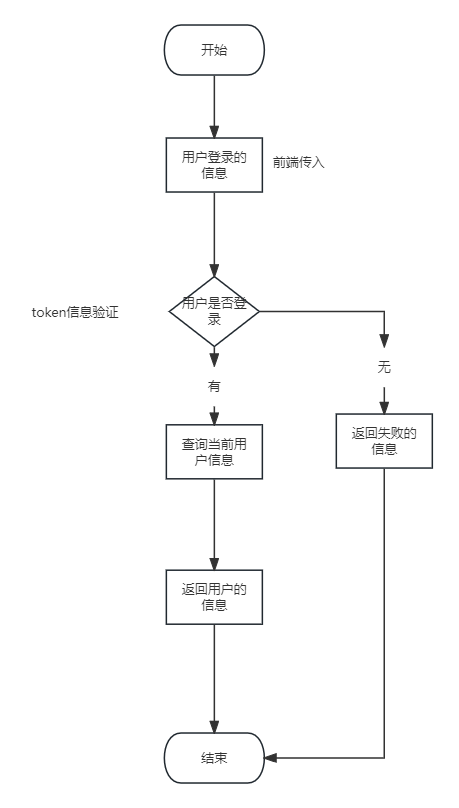 开始
用户登录的
信息
前端传入
token信息验证
用户是否登
录
有
无
查询当前用
户信息
返回失败的
信息
返回用户的
信息
结束